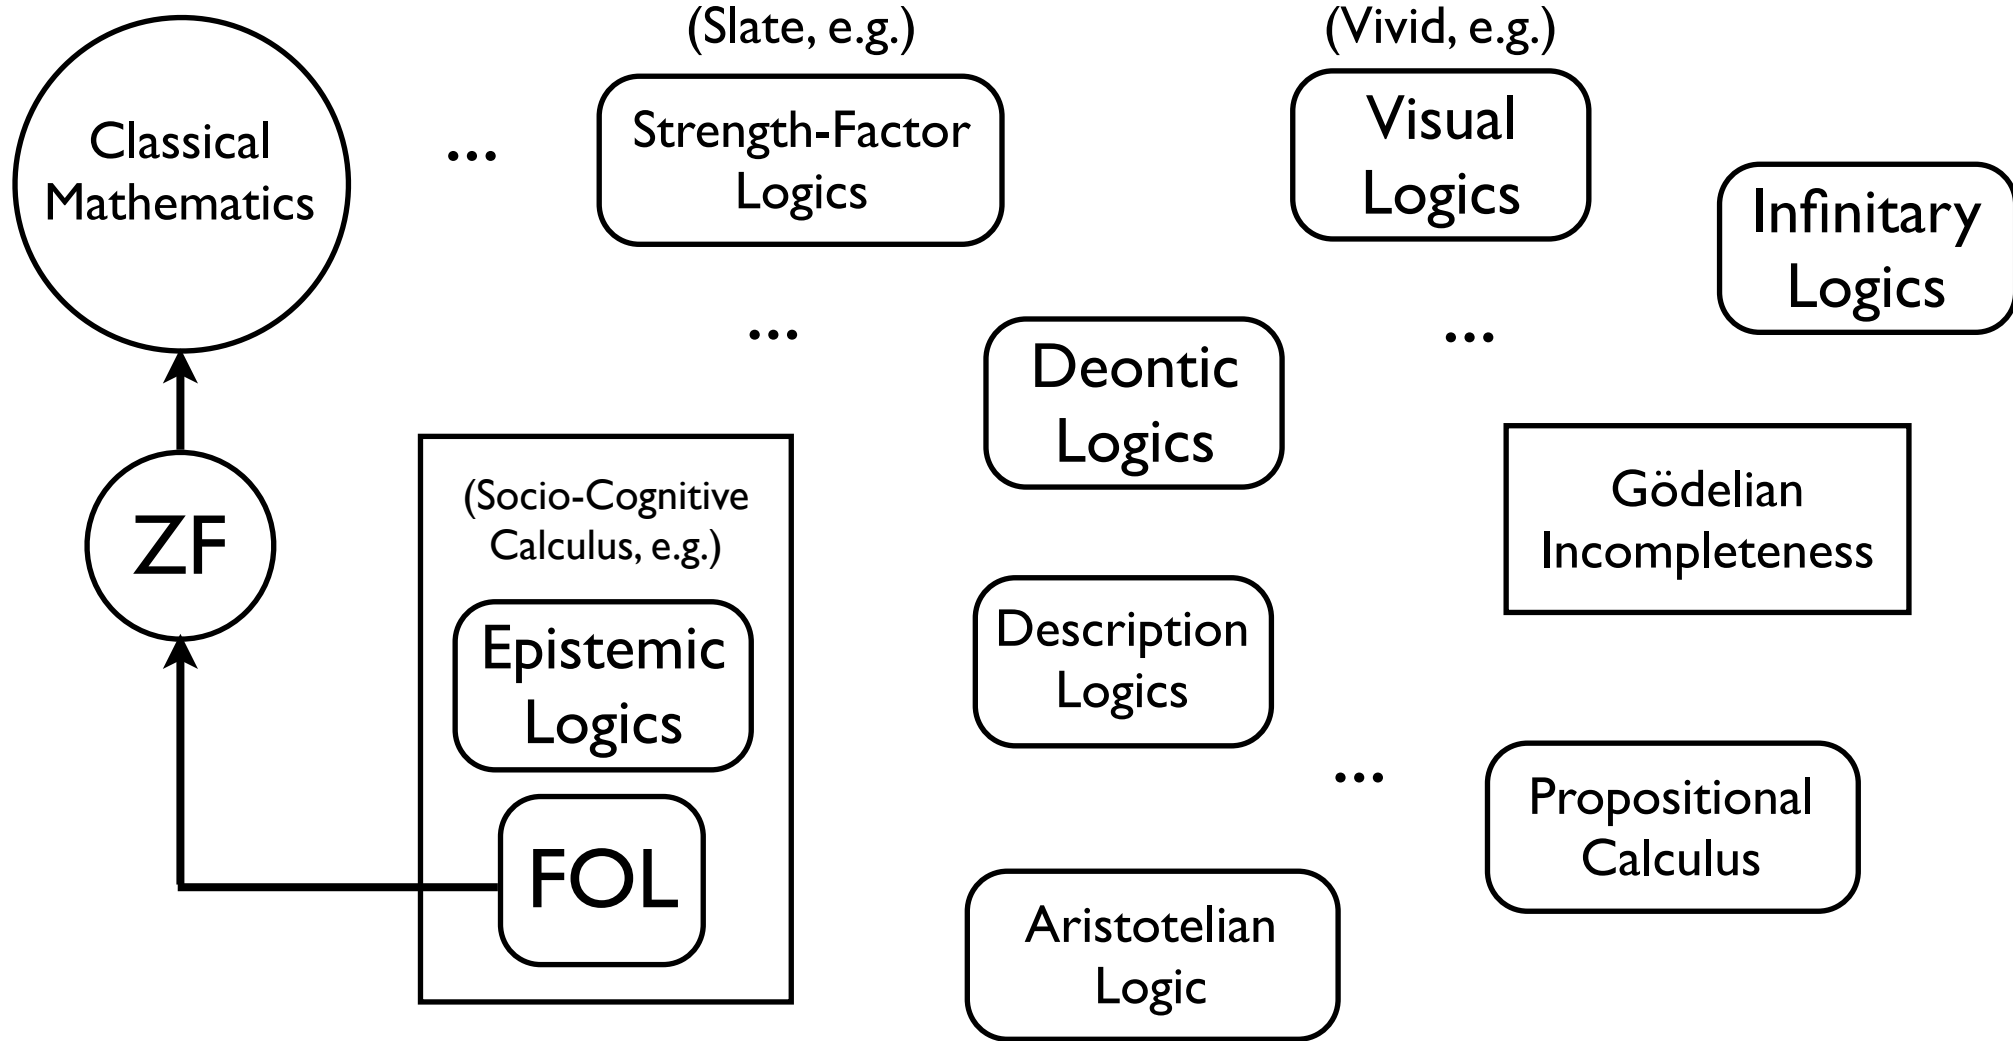 (Slate, e.g.)
(Vivid, e.g.)
Classical
Mathematics
...
Strength-Factor
Logics
Visual
Logics
Infinitary
Logics
...
Deontic
Logics
...
(Socio-Cognitive
Calculus, e.g.)
Gödelian
Incompleteness
ZF
Epistemic
Logics
Description
Logics
...
Propositional
Calculus
FOL
Aristotelian
Logic